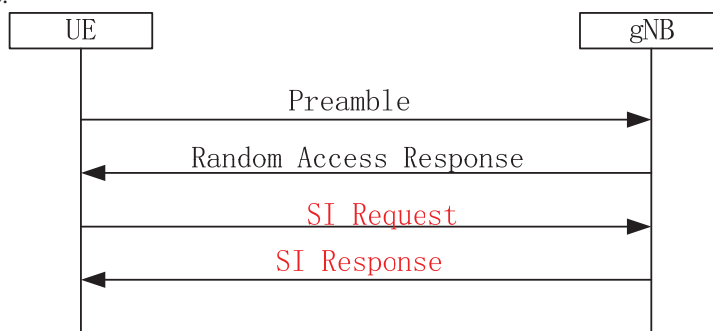 UE
gNB
Preamble
Random Access Response
SI Request
SI Response